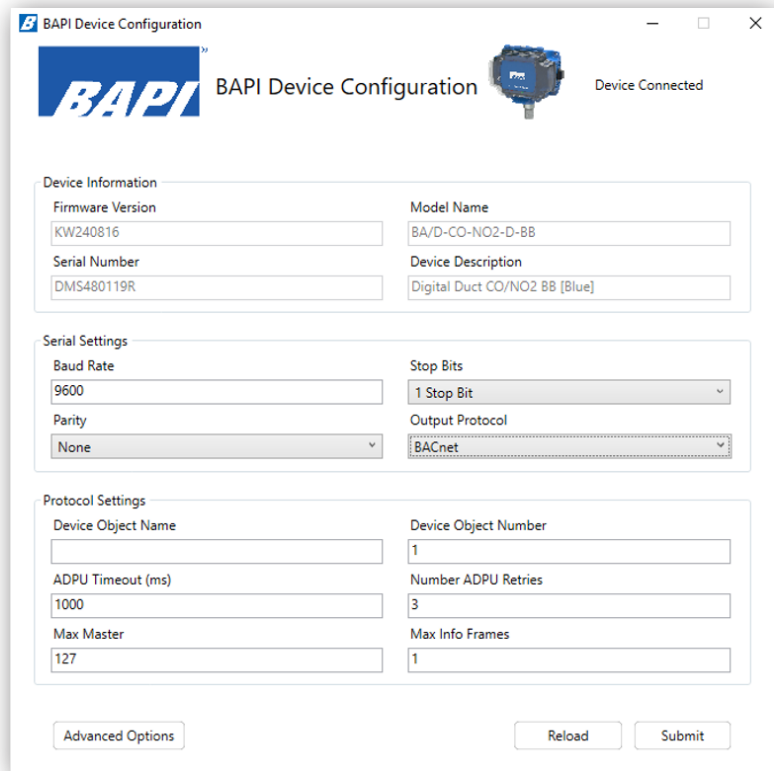 BAPI Device Configuration
BAPI
BAPI Device Configuration
Device Connected
Device Information
Firmware Version
Model Name
KW240816
BA/D-CO-NO2-D-BB
Serial Number
Device Description
DMS480119R
Digital Duct CO/NO2 BB [Blue]
Serial Settings
Baud Rate
Stop Bits
9600
1 Stop Bit
Parity
Output Protocol
None
BACnet
Protocol Settings
Device Object Name
Device Object Number
1
ADPU Timeout (ms)
Number ADPU Retries
1000
3
Max Master
Max Info Frames
127
1
Advanced Options
Reload
Submit